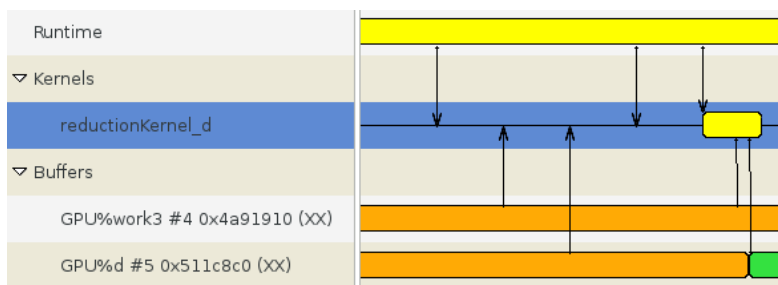 Runtime
Kernels
reductionKernel_d
Buffers
GPU%work3 #4 0x4a91910 (XX)
GPU%d #5 0x511c8c0 (XX)